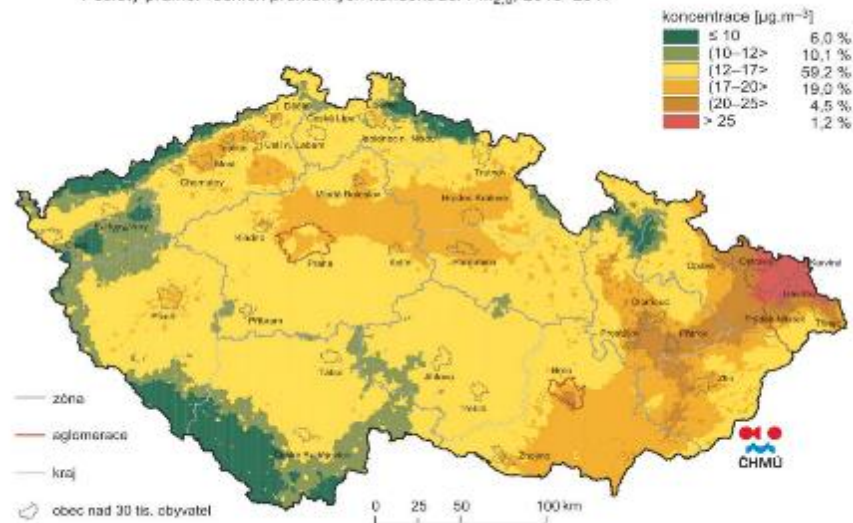 koncentrace [µg.m⁻³]
≤ 10 6,0 %
(10–12> 10,1 %
(12–17> 59,2 %
(17–20> 19,0 %
(20–25> 4,5 %
> 25 1,2 %
Děčín
Česká Lípa
Ústí n. Labem
Jablonec n. Nisou
Most
Trutnov
Chomutov
Mladá Boleslav
Hradec Králové
Karlovy Vary
Kladno
Praha
Kolín
Pardubice
Opava
Ostrava
Karviná
Havířov
Plzeň
Příbram
Olomouc
Frýdek-Místek
Třinec
Prostějov
Přerov
Tábor
Jihlava
Brno
Zlín
Třebíč
zóna
aglomerace
ČHMÚ
České Budějovice
Znojmo
kraj
obec nad 30 tis. obyvatel
0 25 50 100 km